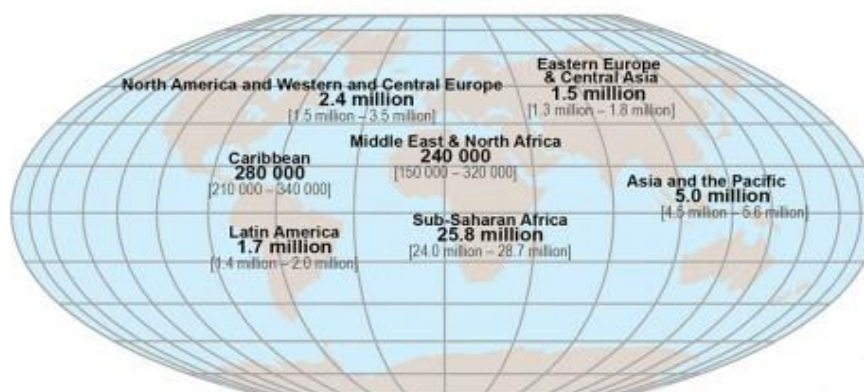 North America and Western and Central Europe
2.4 million
[1.5 million – 3.5 million]
Eastern Europe
& Central Asia
1.5 million
[1.3 million – 1.8 million]
Middle East & North Africa
240 000
[150 000 – 320 000]
Caribbean
280 000
[210 000 – 340 000]
Asia and the Pacific
5.0 million
[4.5 million – 5.6 million]
Latin America
1.7 million
[1.4 million – 2.0 million]
Sub-Saharan Africa
25.8 million
[24.0 million – 28.7 million]